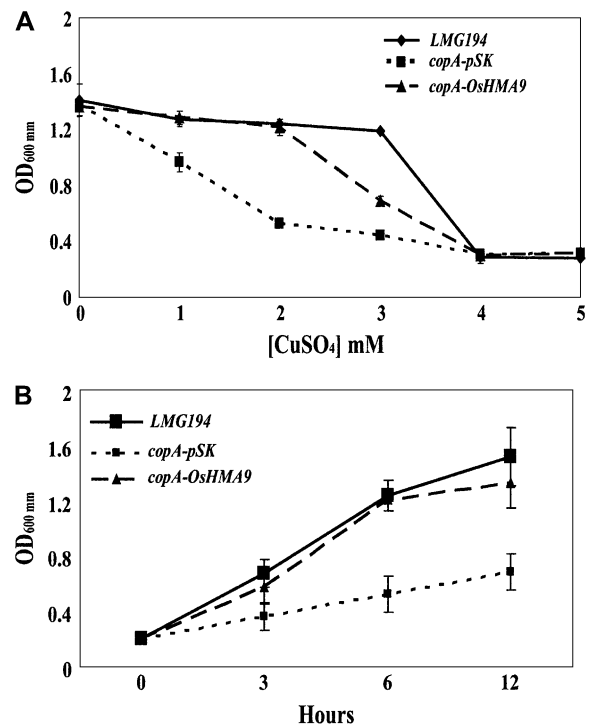 A
2
1.6
1.2
0.8
0.4
0
OD600 mm
LMG194
copA-pSK
copA-OsHMA9
0 1 2 3 4 5
[CuSO4] mM
B
2
1.6
1.2
0.8
0.4
0
OD600 mm
LMG194
copA-pSK
copA-OsHMA9
0 3 6 12
Hours